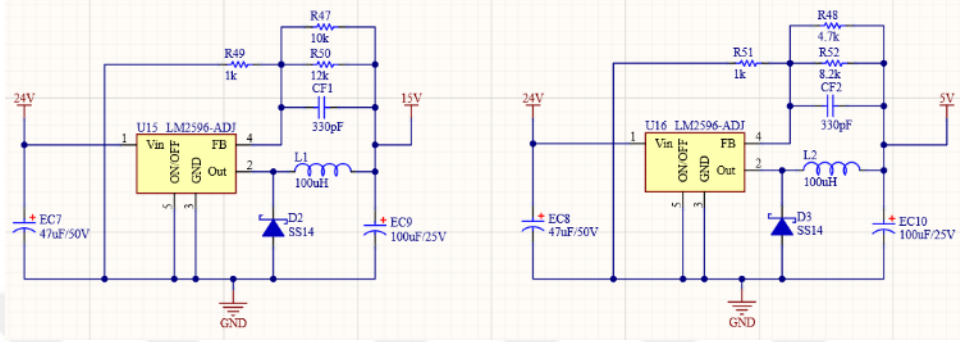 R47
10k
R49
1k
R50
12k
CF1
330pF
24V
15V
U15 LM2596-ADJ
1
Vin
ON/OFF
GND
FB
Out
4
2
5
3
L1
100uH
D2
SS14
EC7
47uF/50V
EC9
100uF/25V
GND
R48
4.7k
R51
1k
R52
8.2k
CF2
330pF
24V
5V
U16 LM2596-ADJ
1
Vin
ON/OFF
GND
FB
Out
4
2
5
3
L2
100uH
D3
SS14
EC8
47uF/50V
EC10
100uF/25V
GND